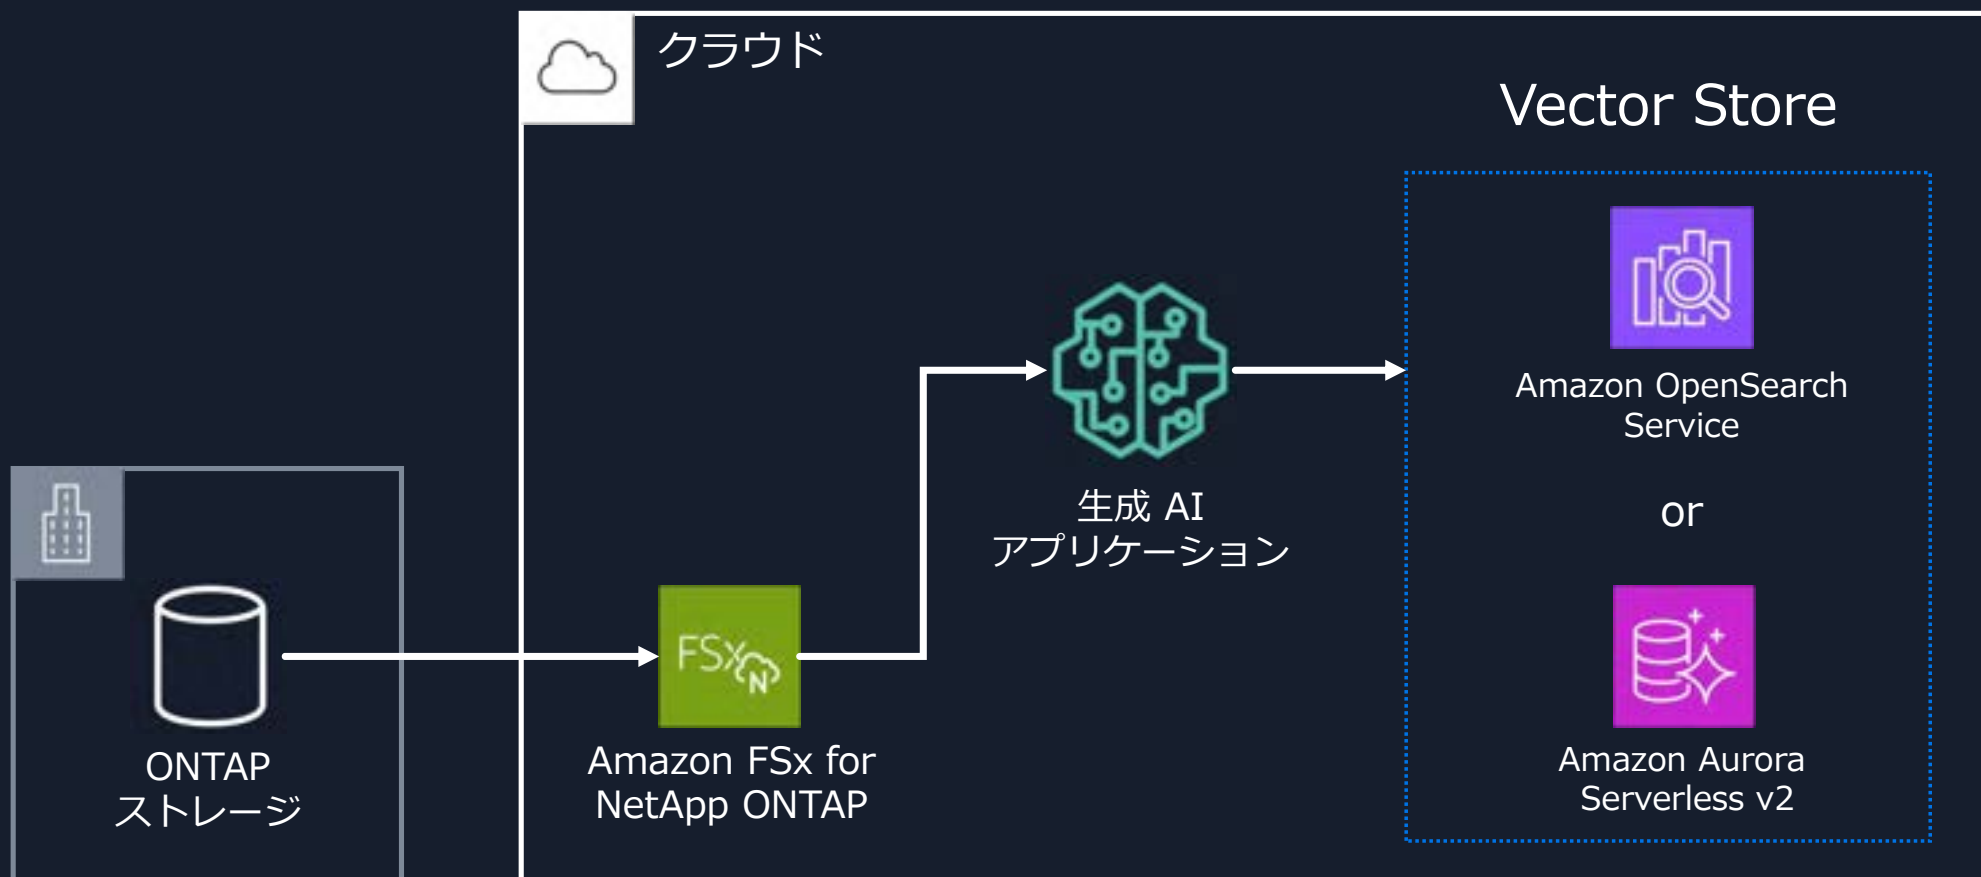 クラウド
Vector Store
Amazon OpenSearch
Service
or
生成 AI
アプリケーション
FSx
N
ONTAP
ストレージ
Amazon FSx for
NetApp ONTAP
Amazon Aurora
Serverless v2